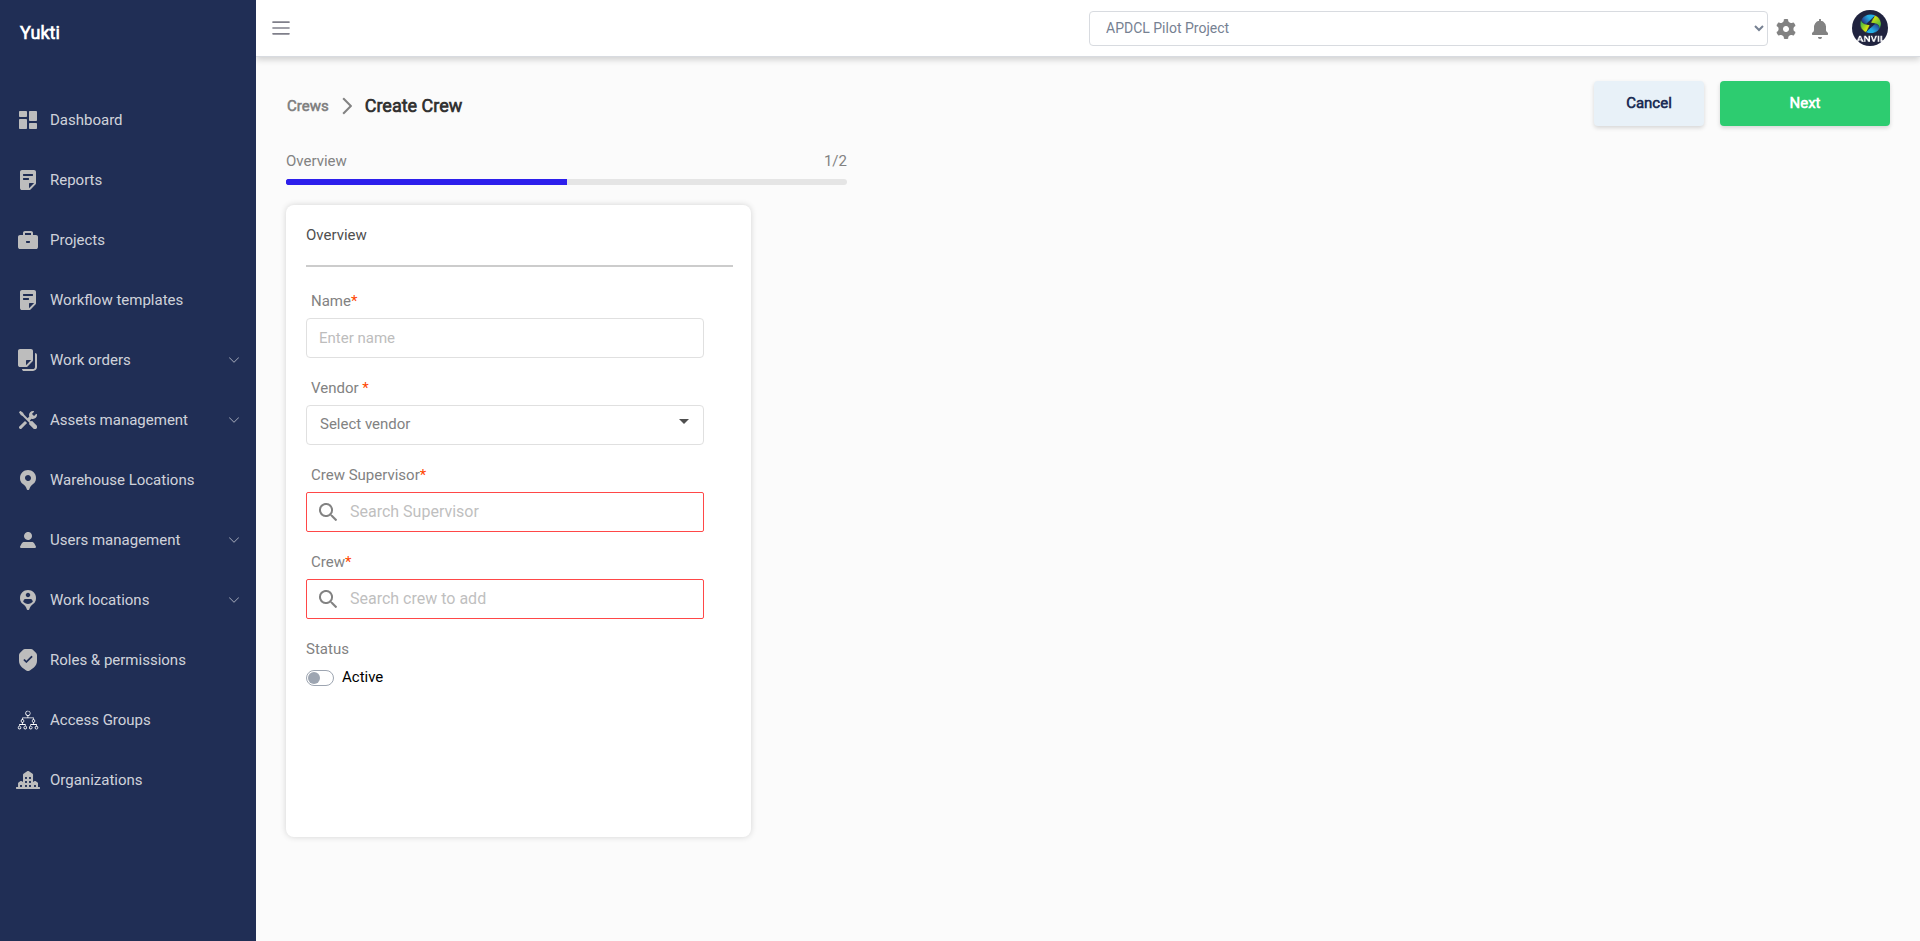 Yukti
APDCL Pilot Project
ANVIL
Dashboard
Reports
Projects
Workflow templates
Work orders
Assets management
Warehouse Locations
Users management
Work locations
Roles & permissions
Access Groups
Organizations
Crews
Create Crew
Cancel
Next
Overview 1/2
Overview
Name*
Enter name
Vendor *
Select vendor
Crew Supervisor*
Search Supervisor
Crew*
Search crew to add
Status
Active